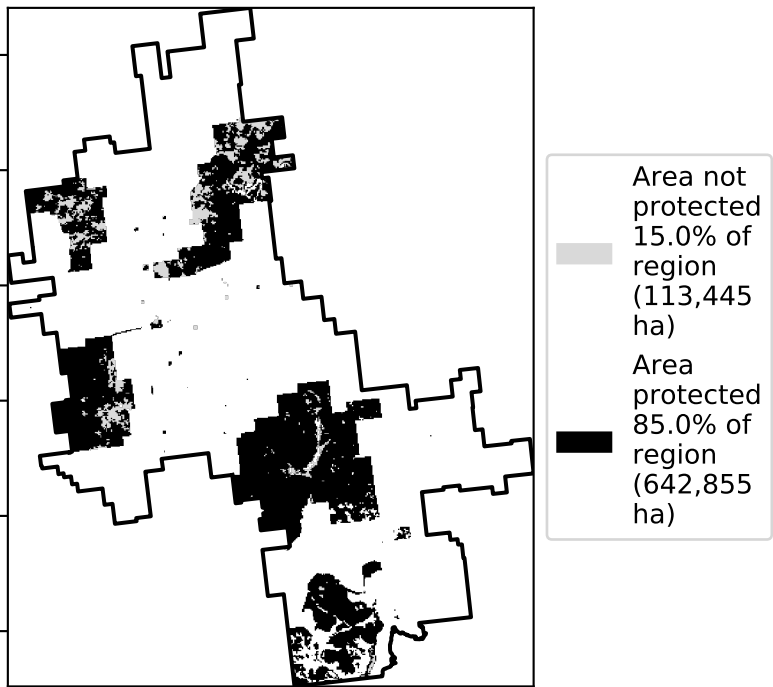 Area not
protected
15.0% of
region
(113,445
ha)
Area
protected
85.0% of
region
(642,855
ha)